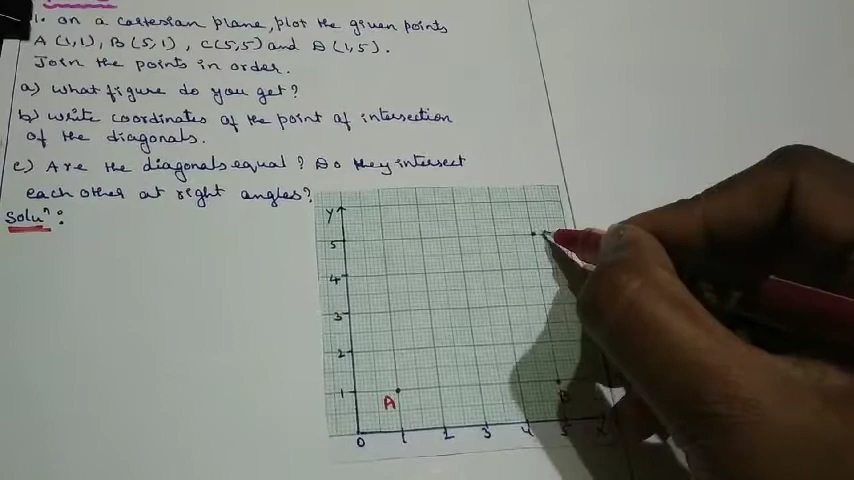 1. On a cartesian plane, plot the given points
A (1,1), B (5,1), C(5,5) and D (1,5).
Join the points in order.
a) What figure do you get?
b) Write coordinates of the point of intersection
of the diagonals.
c) Are the diagonals equal? Do they intersect
each other at right angles?
Soluⁿ:
Y
5
4
3
2
1
A
B
0 1 2 3 4 5 X